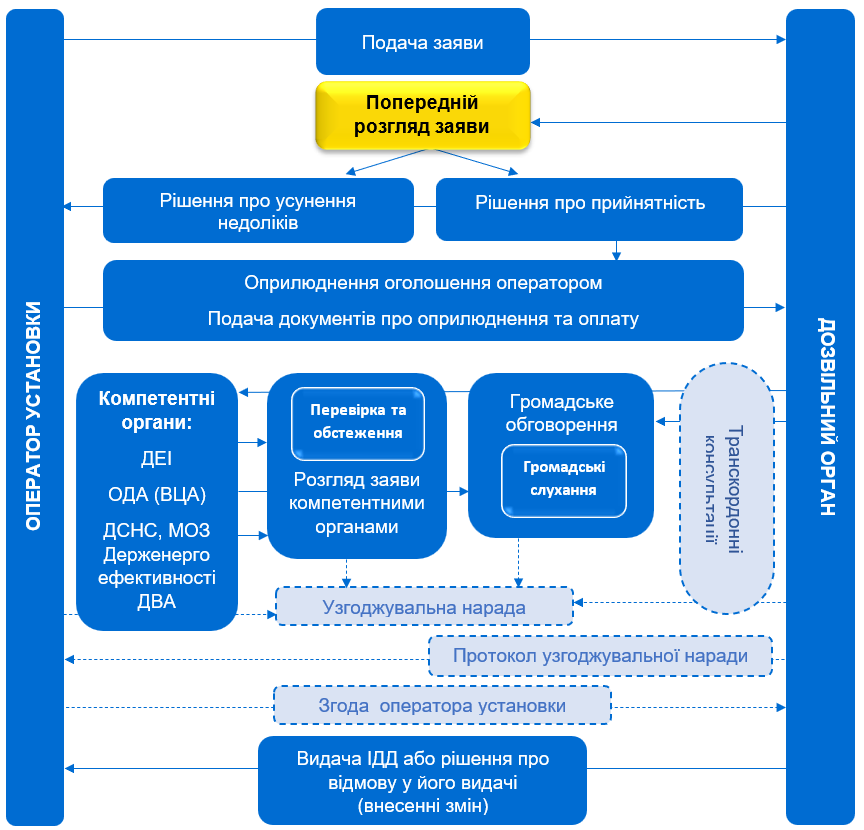 Подача заяви
Попередній
розгляд заяви
Рішення про усунення
недоліків
Рішення про прийнятність
Оприлюднення оголошення оператором
Подача документів про оприлюднення та оплату
ОПЕРАТОР УСТАНОВКИ
ДОЗВІЛЬНИЙ ОРГАН
Компетентні
органи:
ДЕІ
ОДА (ВЦА)
ДСНС, МОЗ
Держенерго
ефективності
ДВА
Перевірка та
обстеження
Розгляд заяви
компетентними
органами
Громадське
обговорення
Громадські
слухання
Транскордонні
консультації
Узгоджувальна нарада
Протокол узгоджувальної наради
Згода оператора установки
Видача ІДД або рішення про
відмову у його видачі
(внесенні змін)